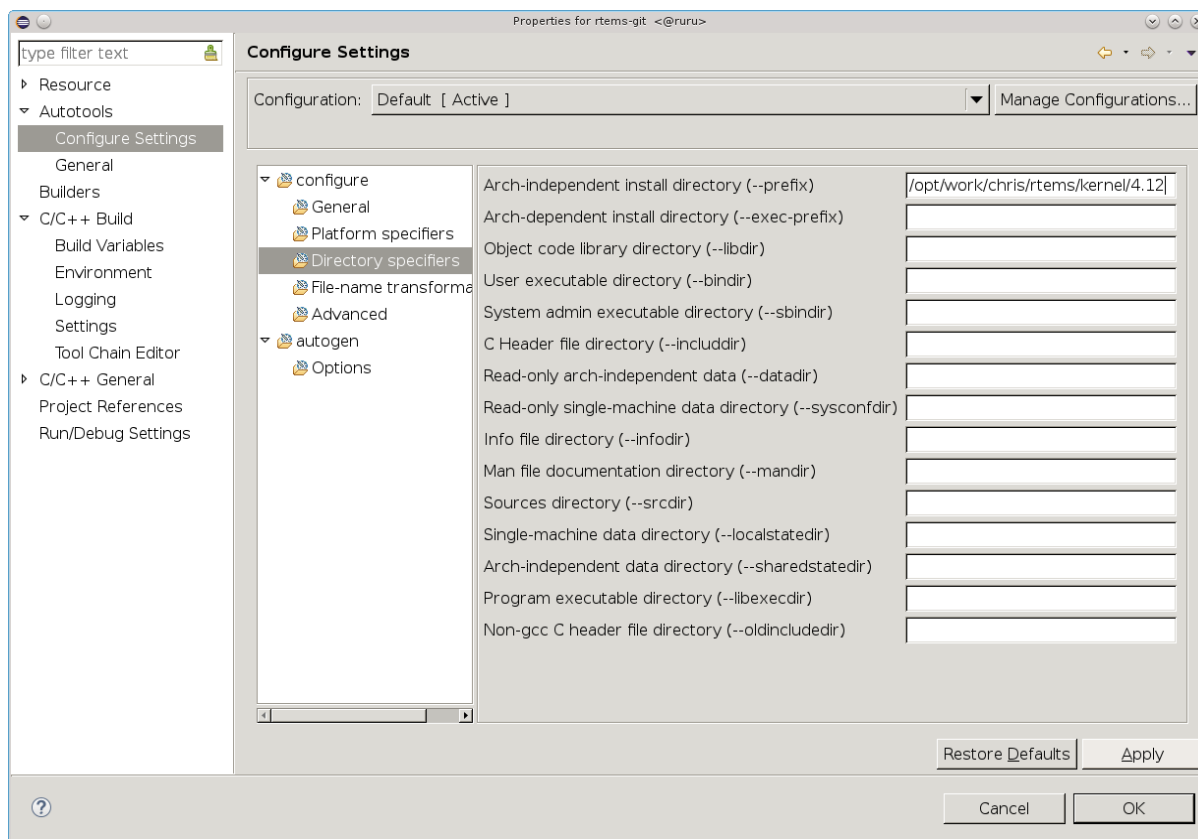 Properties for rtems-git <@ruru>
type filter text
Resource
Autotools
Configure Settings
General
Builders
C/C++ Build
Build Variables
Environment
Logging
Settings
Tool Chain Editor
C/C++ General
Project References
Run/Debug Settings
Configure Settings
Configuration: Default [ Active ] Manage Configurations...
configure
General
Platform specifiers
Directory specifiers
File-name transforma
Advanced
autogen
Options
Arch-independent install directory (--prefix) /opt/work/chris/rtems/kernel/4.12
Arch-dependent install directory (--exec-prefix)
Object code library directory (--libdir)
User executable directory (--bindir)
System admin executable directory (--sbindir)
C Header file directory (--includdir)
Read-only arch-independent data (--datadir)
Read-only single-machine data directory (--sysconfdir)
Info file directory (--infodir)
Man file documentation directory (--mandir)
Sources directory (--srcdir)
Single-machine data directory (--localstatedir)
Arch-independent data directory (--sharedstatedir)
Program executable directory (--libexecdir)
Non-gcc C header file directory (--oldincludedir)
Restore Defaults Apply
? Cancel OK